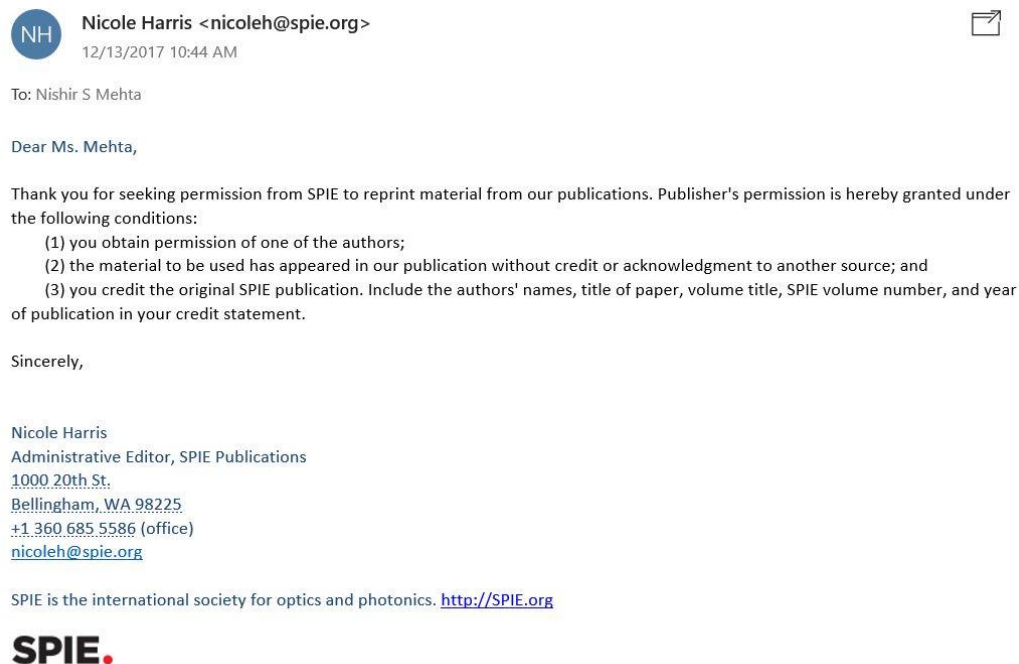 NH
Nicole Harris <nicoleh@spie.org>
12/13/2017 10:44 AM
To: Nishir S Mehta
Dear Ms. Mehta,
Thank you for seeking permission from SPIE to reprint material from our publications. Publisher's permission is hereby granted under
the following conditions:
(1) you obtain permission of one of the authors;
(2) the material to be used has appeared in our publication without credit or acknowledgment to another source; and
(3) you credit the original SPIE publication. Include the authors' names, title of paper, volume title, SPIE volume number, and year
of publication in your credit statement.
Sincerely,
Nicole Harris
Administrative Editor, SPIE Publications
1000 20th St.
Bellingham, WA 98225
+1 360 685 5586 (office)
nicoleh@spie.org
SPIE is the international society for optics and photonics. http://SPIE.org
SPIE.